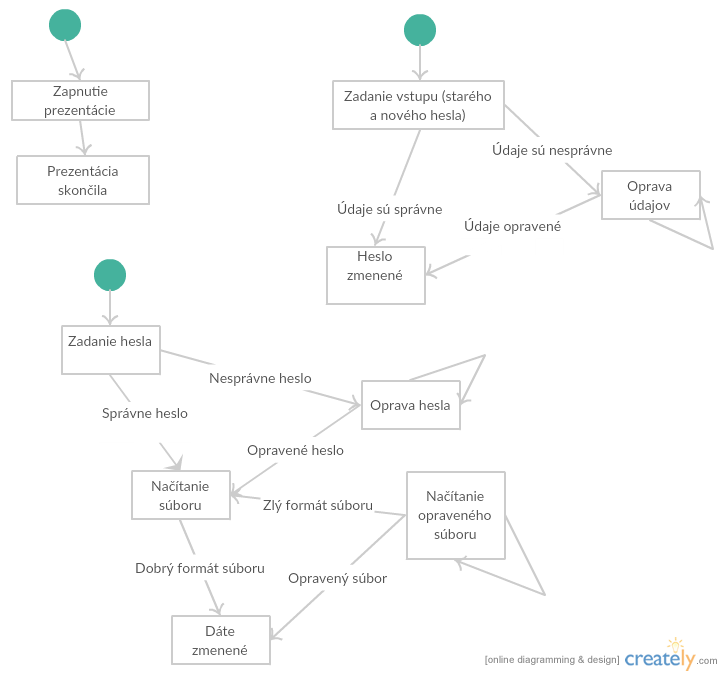 Zapnutie
prezentácie
Prezentácia
skončila
Zadanie vstupu (starého
a nového hesla)
Údaje sú nesprávne
Oprava
údajov
Údaje sú správne
Údaje opravené
Heslo
zmenené
Zadanie hesla
Nesprávne heslo
Správne heslo
Oprava hesla
Opravené heslo
Načítanie
súboru
Zlý formát súboru
Načítanie
opraveného
súboru
Dobrý formát súboru
Opravený súbor
Dáte
zmenené
[online diagramming & design] creately.com